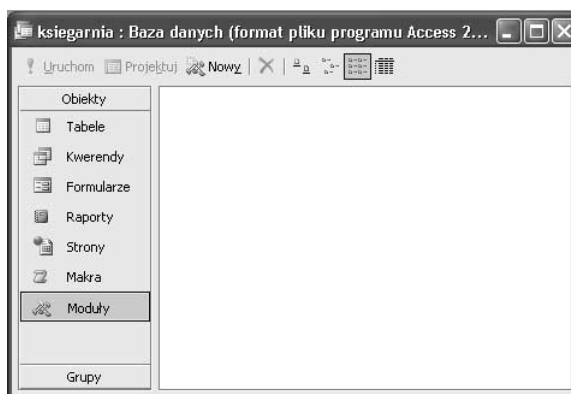 ksiegarnia : Baza danych (format pliku programu Access 2...
Uruchom Projektuj Nowy
Obiekty
Tabele
Kwerendy
Formularze
Raporty
Strony
Makra
Moduły
Grupy